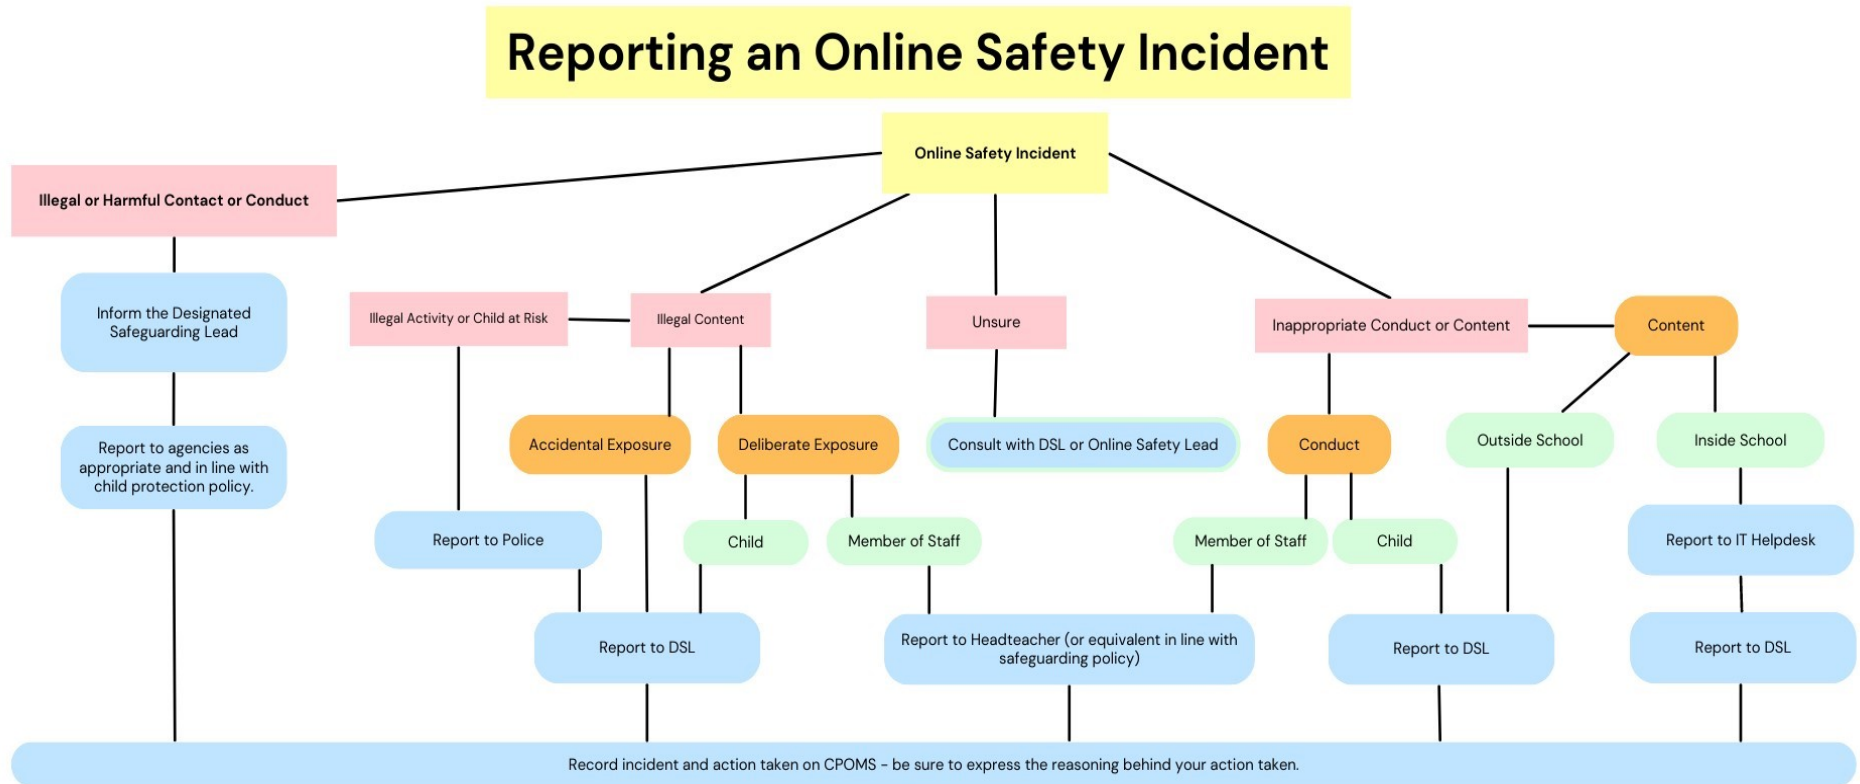 Reporting an Online Safety Incident
Online Safety Incident
Illegal or Harmful Contact or Conduct
Inform the Designated
Safeguarding Lead
Report to agencies as
appropriate and in line with
child protection policy.
Illegal Activity or Child at Risk
Illegal Content
Unsure
Inappropriate Conduct or Content
Content
Accidental Exposure
Deliberate Exposure
Consult with DSL or Online Safety Lead
Conduct
Outside School
Inside School
Report to Police
Child
Member of Staff
Member of Staff
Child
Report to IT Helpdesk
Report to DSL
Report to Headteacher (or equivalent in line with
safeguarding policy)
Report to DSL
Report to DSL
Record incident and action taken on CPOMS - be sure to express the reasoning behind your action taken.